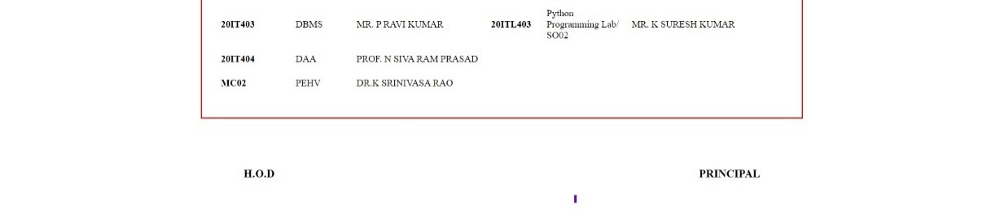 20IT403 DBMS MR. P RAVI KUMAR 20ITL403 Python Programming Lab/ SO02 MR. K SURESH KUMAR
20IT404 DAA PROF. N SIVA RAM PRASAD
MC02 PEHV DR.K SRINIVASA RAO
H.O.D PRINCIPAL